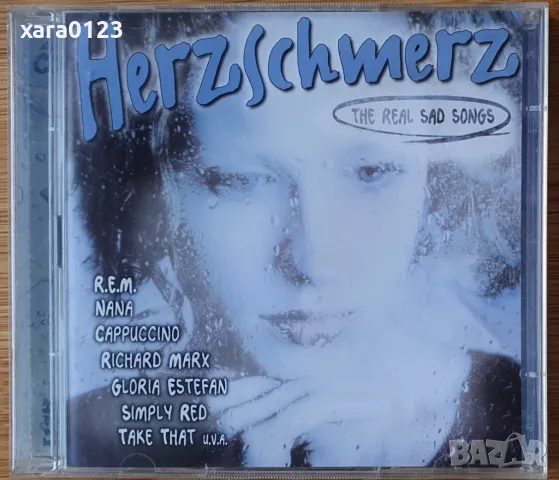 xara0123
Herzschmerz
THE REAL SAD SONGS
R.E.M.
NANA
CAPPUCCINO
RICHARD MARX
GLORIA ESTEFAN
SIMPLY RED
TAKE THAT U.V.A.
BAZAR